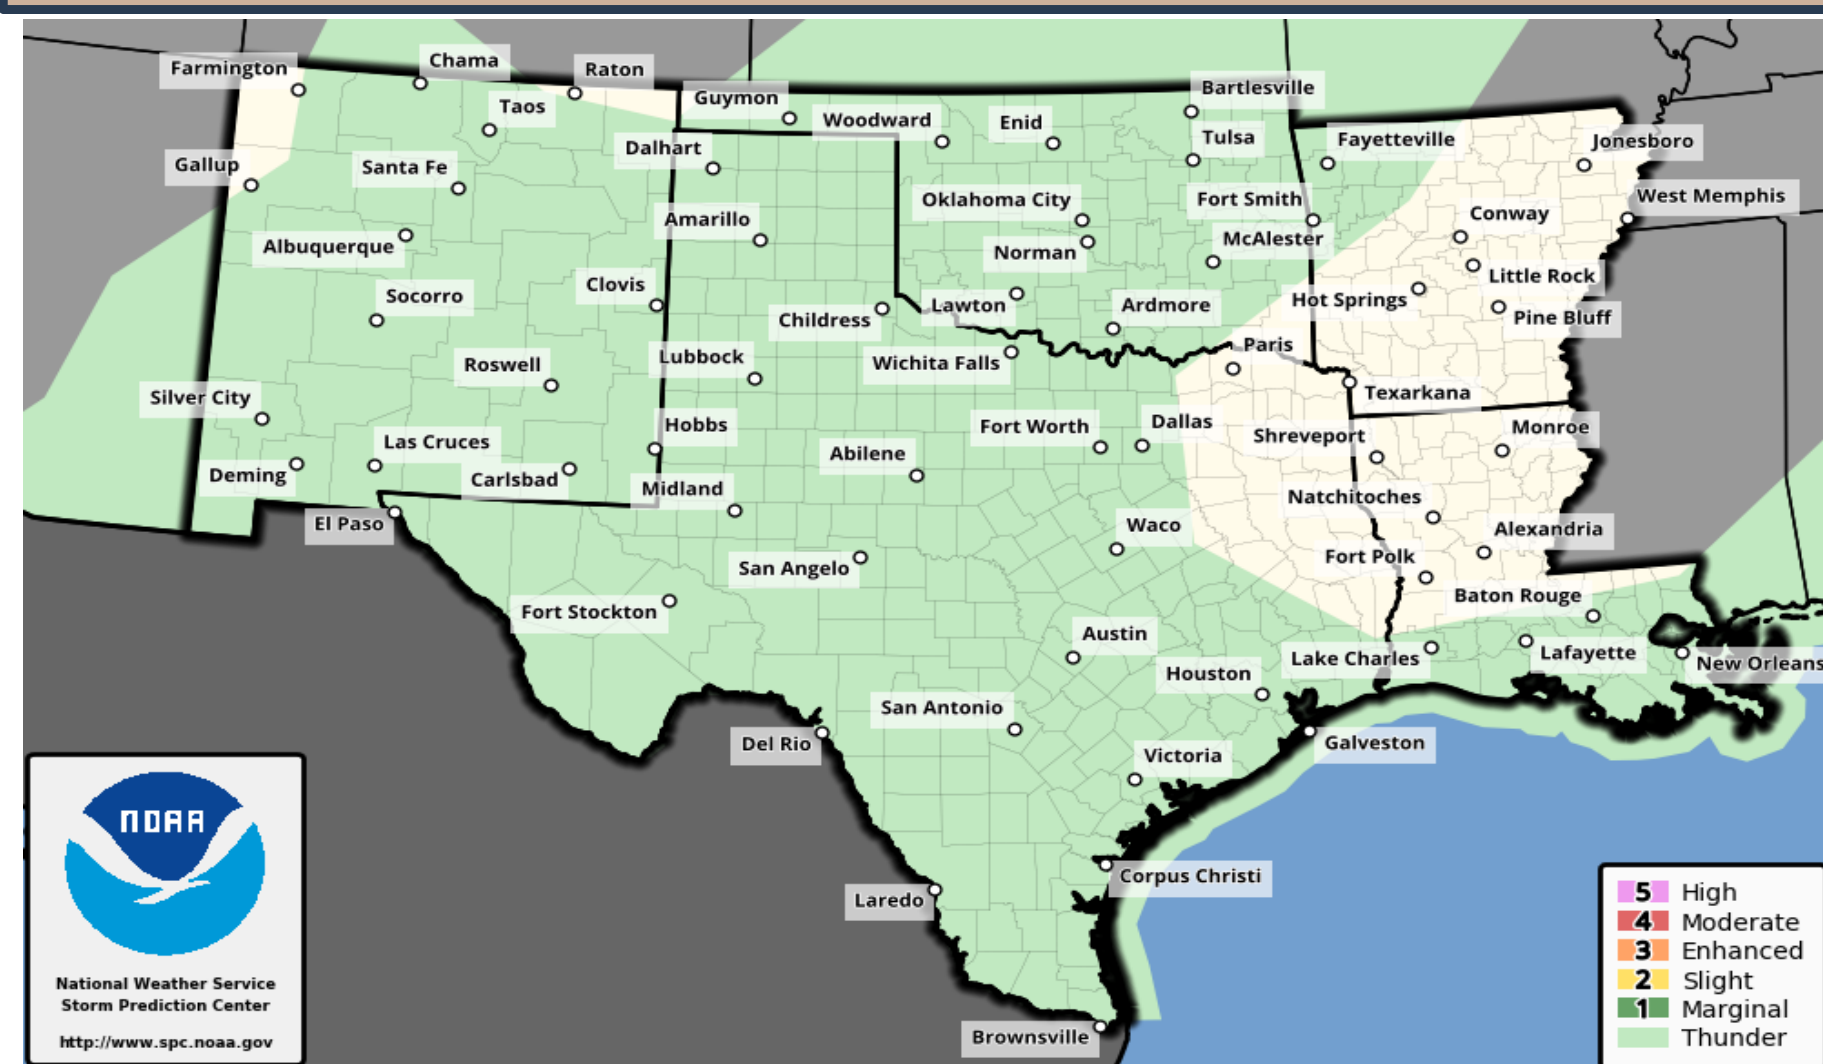 Farmington
Chama
Raton
Taos
Guymon
Bartlesville
Woodward
Enid
Tulsa
Fayetteville
Jonesboro
Gallup
Santa Fe
Dalhart
Oklahoma City
Fort Smith
West Memphis
Conway
Albuquerque
Amarillo
Norman
McAlester
Little Rock
Socorro
Clovis
Childress
Lawton
Ardmore
Hot Springs
Pine Bluff
Roswell
Lubbock
Wichita Falls
Paris
Texarkana
Silver City
Las Cruces
Hobbs
Abilene
Fort Worth
Dallas
Shreveport
Monroe
Deming
Carlsbad
Midland
Natchitoches
El Paso
San Angelo
Waco
Alexandria
Fort Polk
Fort Stockton
Baton Rouge
Austin
Houston
Lake Charles
Lafayette
New Orleans
San Antonio
Del Rio
Victoria
Galveston
Laredo
Corpus Christi
Brownsville
NOAA
National Weather Service
Storm Prediction Center
http://www.spc.noaa.gov
5 High
4 Moderate
3 Enhanced
2 Slight
1 Marginal
Thunder